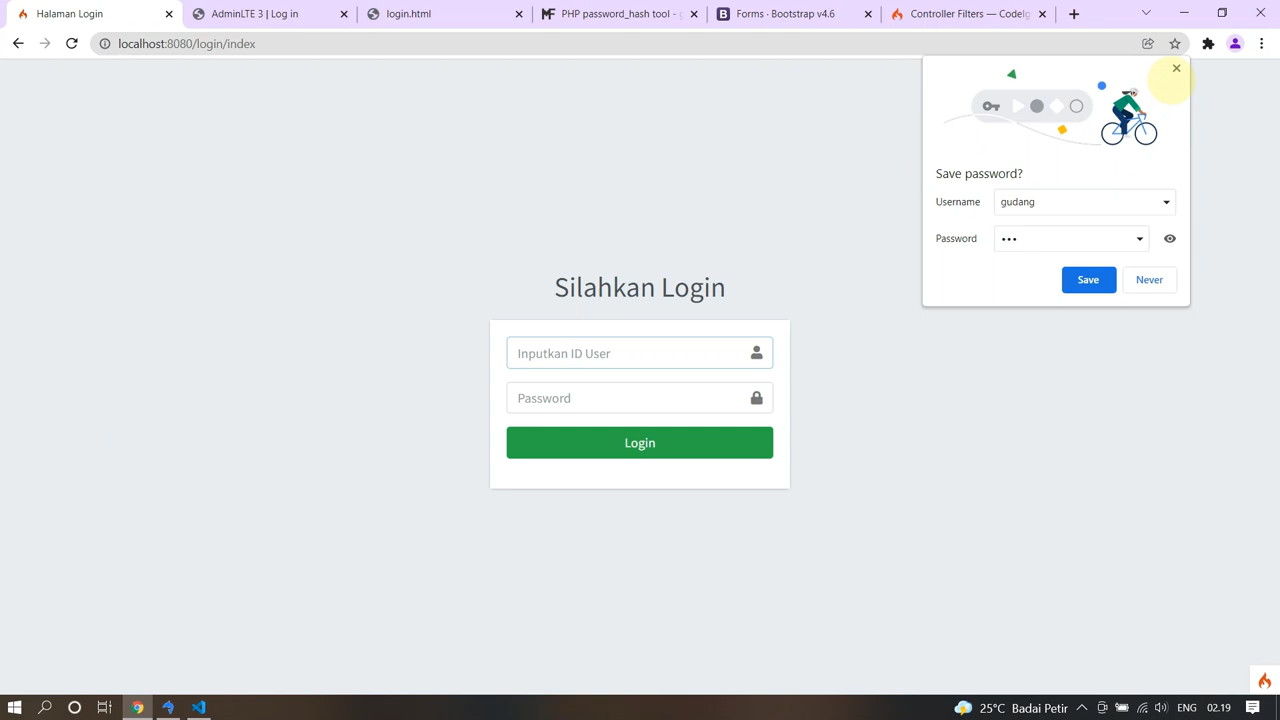 Halaman Login
AdminLTE 3 | Log in
login.html
PHP password_hash tool - g
Forms · Bootstrap v4.6
Controller Filters — CodeIg
localhost:8080/login/index
Save password?
Username
gudang
Password
•••
Save
Never
Silahkan Login
Inputkan ID User
Password
Login
25°C Badai Petir
ENG
02.19